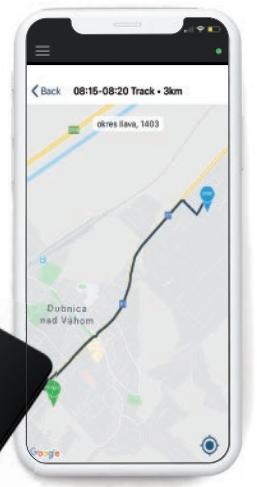 Back 08:15-08:20 Track • 3km
okres Ilava, 1403
Dubnica
nad Váhom
Google